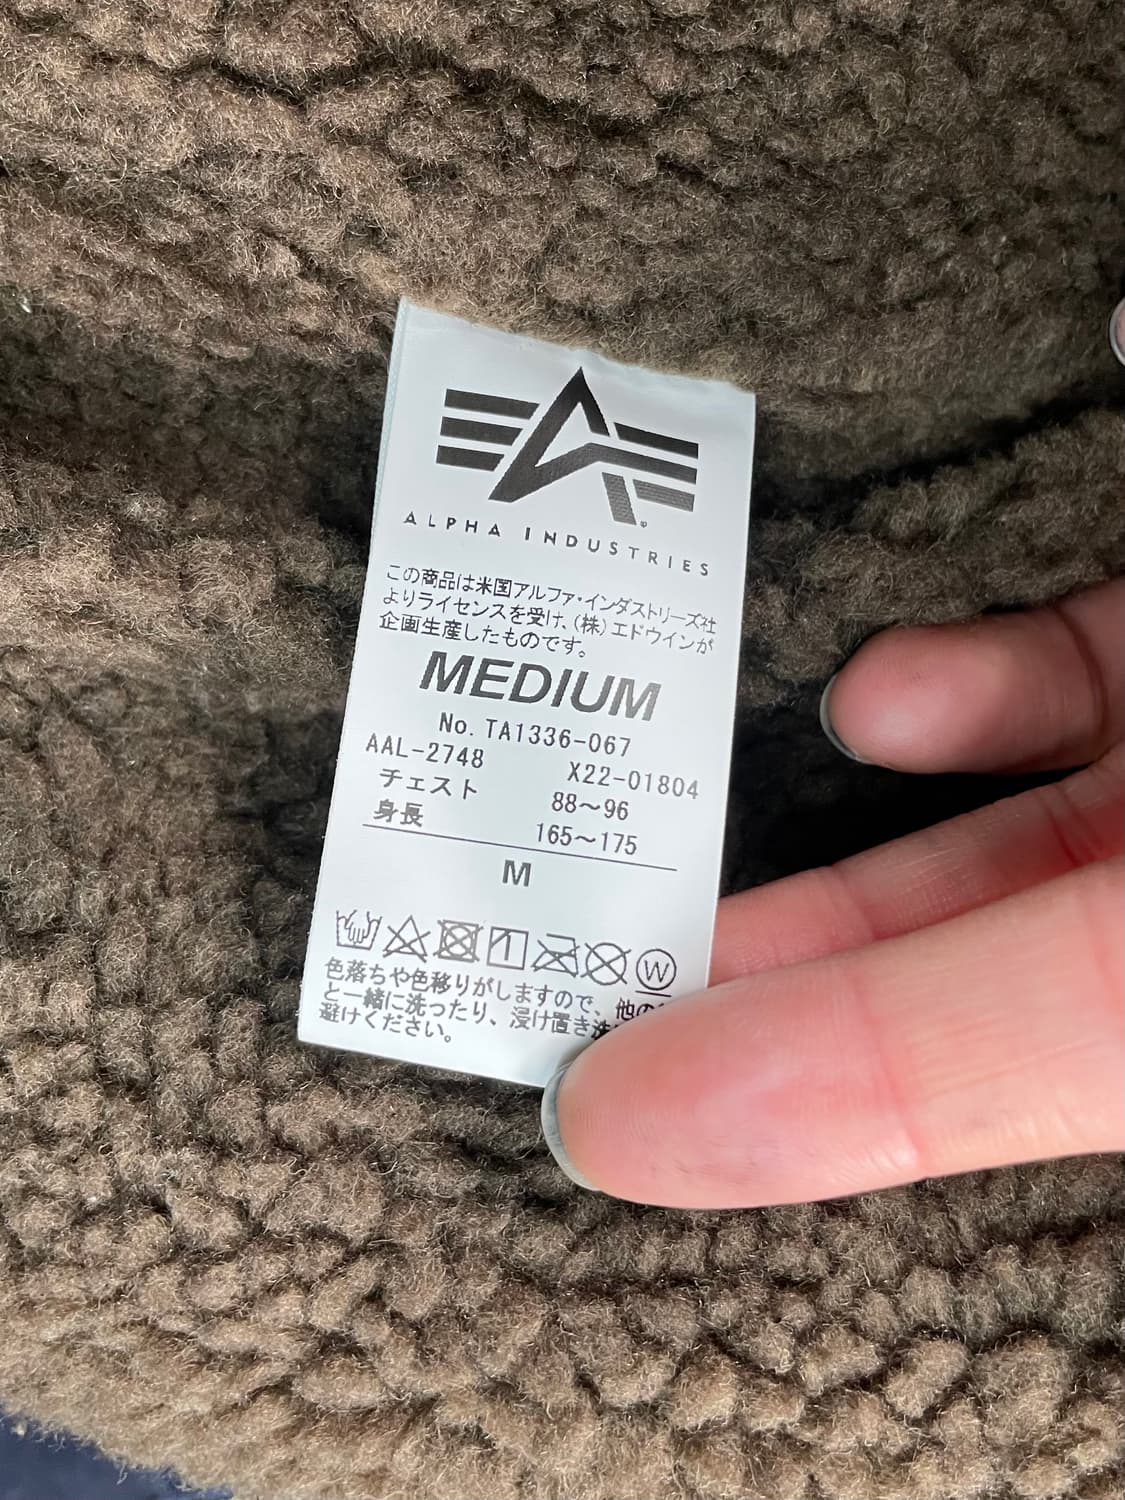 ALPHA INDUSTRIES
この商品は米国アルファ・インダストリーズ社
よりライセンスを受け、(株)エドウインが
企画生産したものです。
MEDIUM
No. TA1336-067
AAL-2748 X22-01804
チェスト 88～96
身長 165～175
M
W
色落ちや色移りがしますので、他の
と一緒に洗ったり、浸け置き洗
避けください。